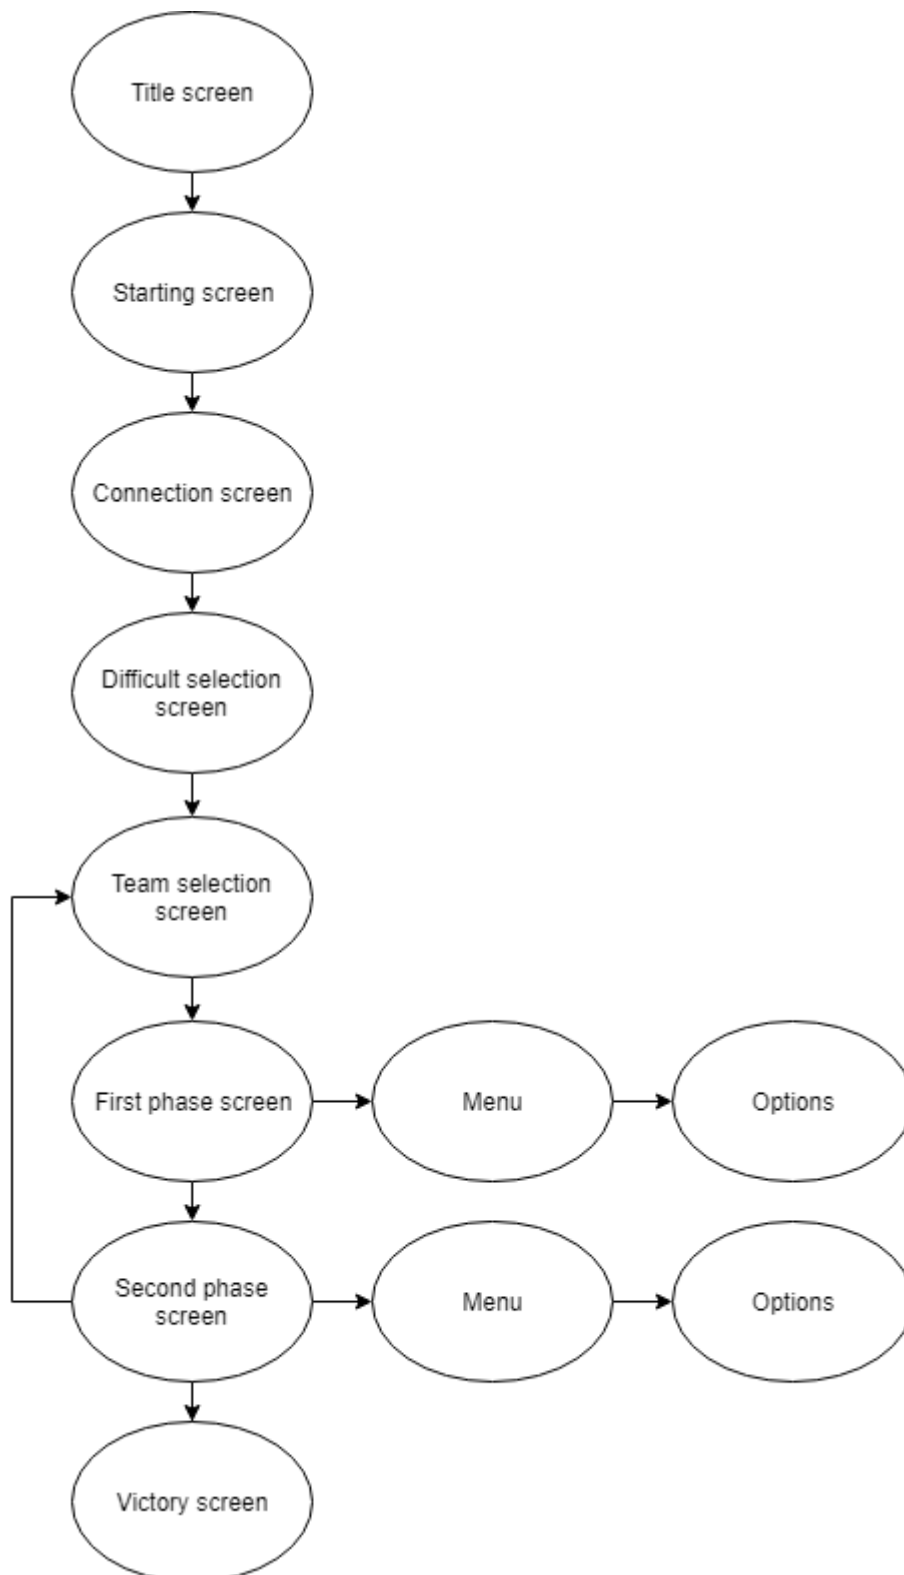 Title screen
Starting screen
Connection screen
Difficult selection
screen
Team selection
screen
First phase screen
Menu
Options
Second phase
screen
Menu
Options
Victory screen